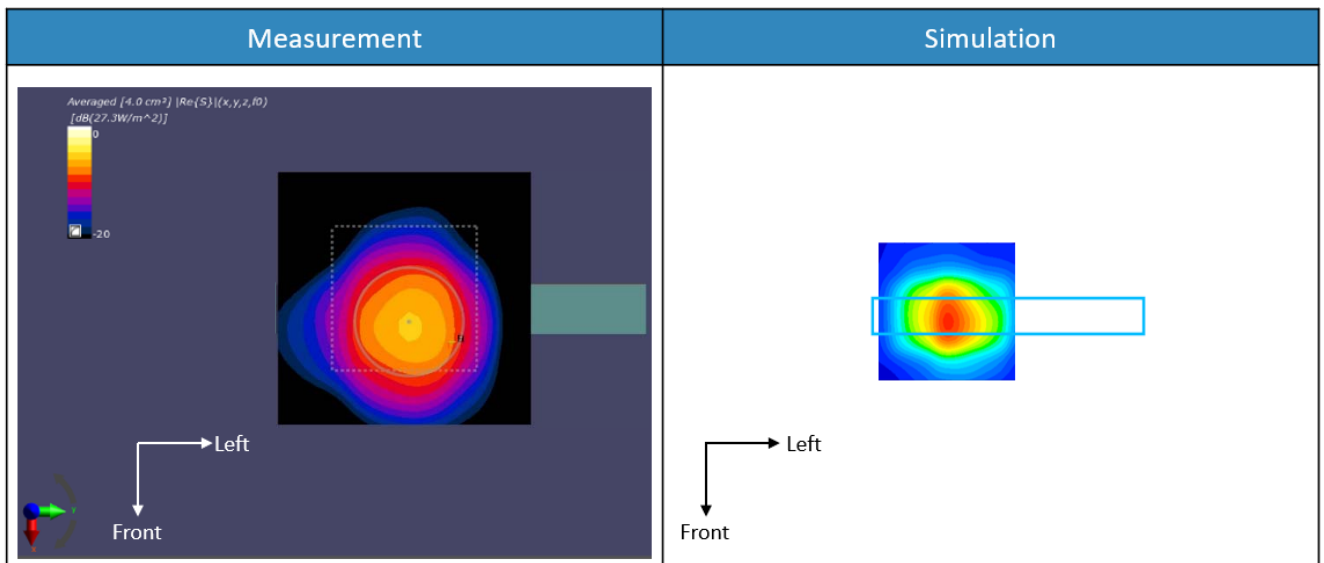 Measurement
Simulation
Averaged [4.0 cm²] |Re{S}|(x,y,z,f0)
[dB(27.3W/m^2)]
0
-20
Left
Front
y
x
Left
Front